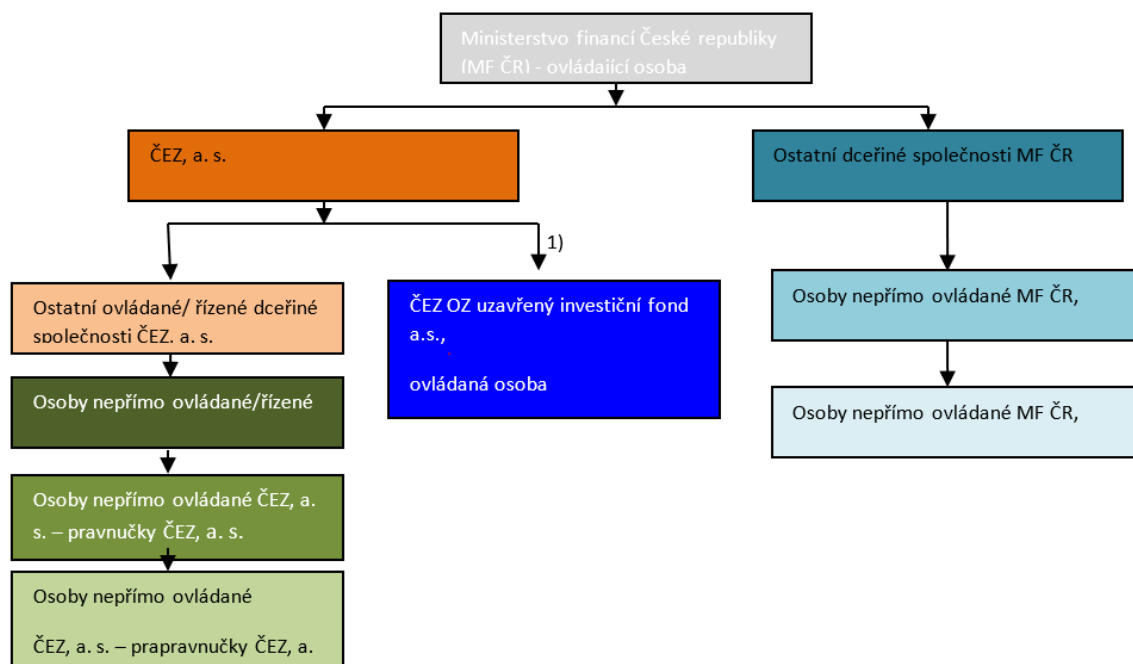 Ministerstvo financí České republiky
(MF ČR) - ovládající osoba
ČEZ, a. s.
Ostatní dceřiné společnosti MF ČR
1)
Ostatní ovládané/ řízené dceřiné
společnosti ČEZ, a. s.
ČEZ OZ uzavřený investiční fond
a.s.,
ovládaná osoba
Osoby nepřímo ovládané MF ČR,
Osoby nepřímo ovládané/řízené
Osoby nepřímo ovládané MF ČR,
Osoby nepřímo ovládané ČEZ, a.
s. – pravnučky ČEZ, a. s.
Osoby nepřímo ovládané
ČEZ, a. s. – prapravnučky ČEZ, a.